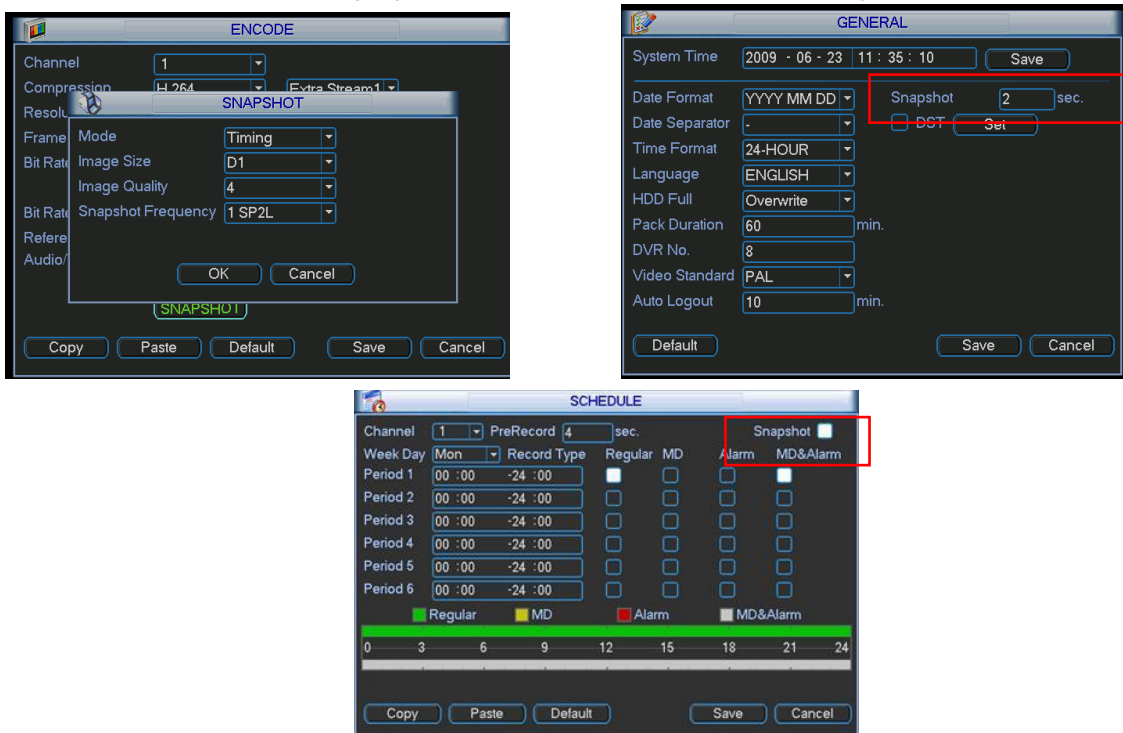 ENCODE
Channel 1
Compression H.264 Extra Stream1
SNAPSHOT
Mode Timing
Image Size D1
Bit Rate
Image Quality 4
Bit Rate
Snapshot Frequency 1 SP2L
OK Cancel
SNAPSHOT
Copy Paste Default Save Cancel
GENERAL
System Time 2009 - 06 - 23 11 : 35 : 10 Save
Date Format YYYY MM DD Snapshot 2 sec.
Date Separator - DST Set
Time Format 24-HOUR
Language ENGLISH
HDD Full Overwrite
Pack Duration 60 min.
DVR No. 8
Video Standard PAL
Auto Logout 10 min.
Default Save Cancel
SCHEDULE
Channel 1 PreRecord 4 sec. Snapshot
Week Day Mon Record Type Regular MD Alarm MD&Alarm
Period 1 00 :00 -24 :00
Period 2 00 :00 -24 :00
Period 3 00 :00 -24 :00
Period 4 00 :00 -24 :00
Period 5 00 :00 -24 :00
Period 6 00 :00 -24 :00
Regular MD Alarm MD&Alarm
0 3 6 9 12 15 18 21 24
Copy Paste Default Save Cancel